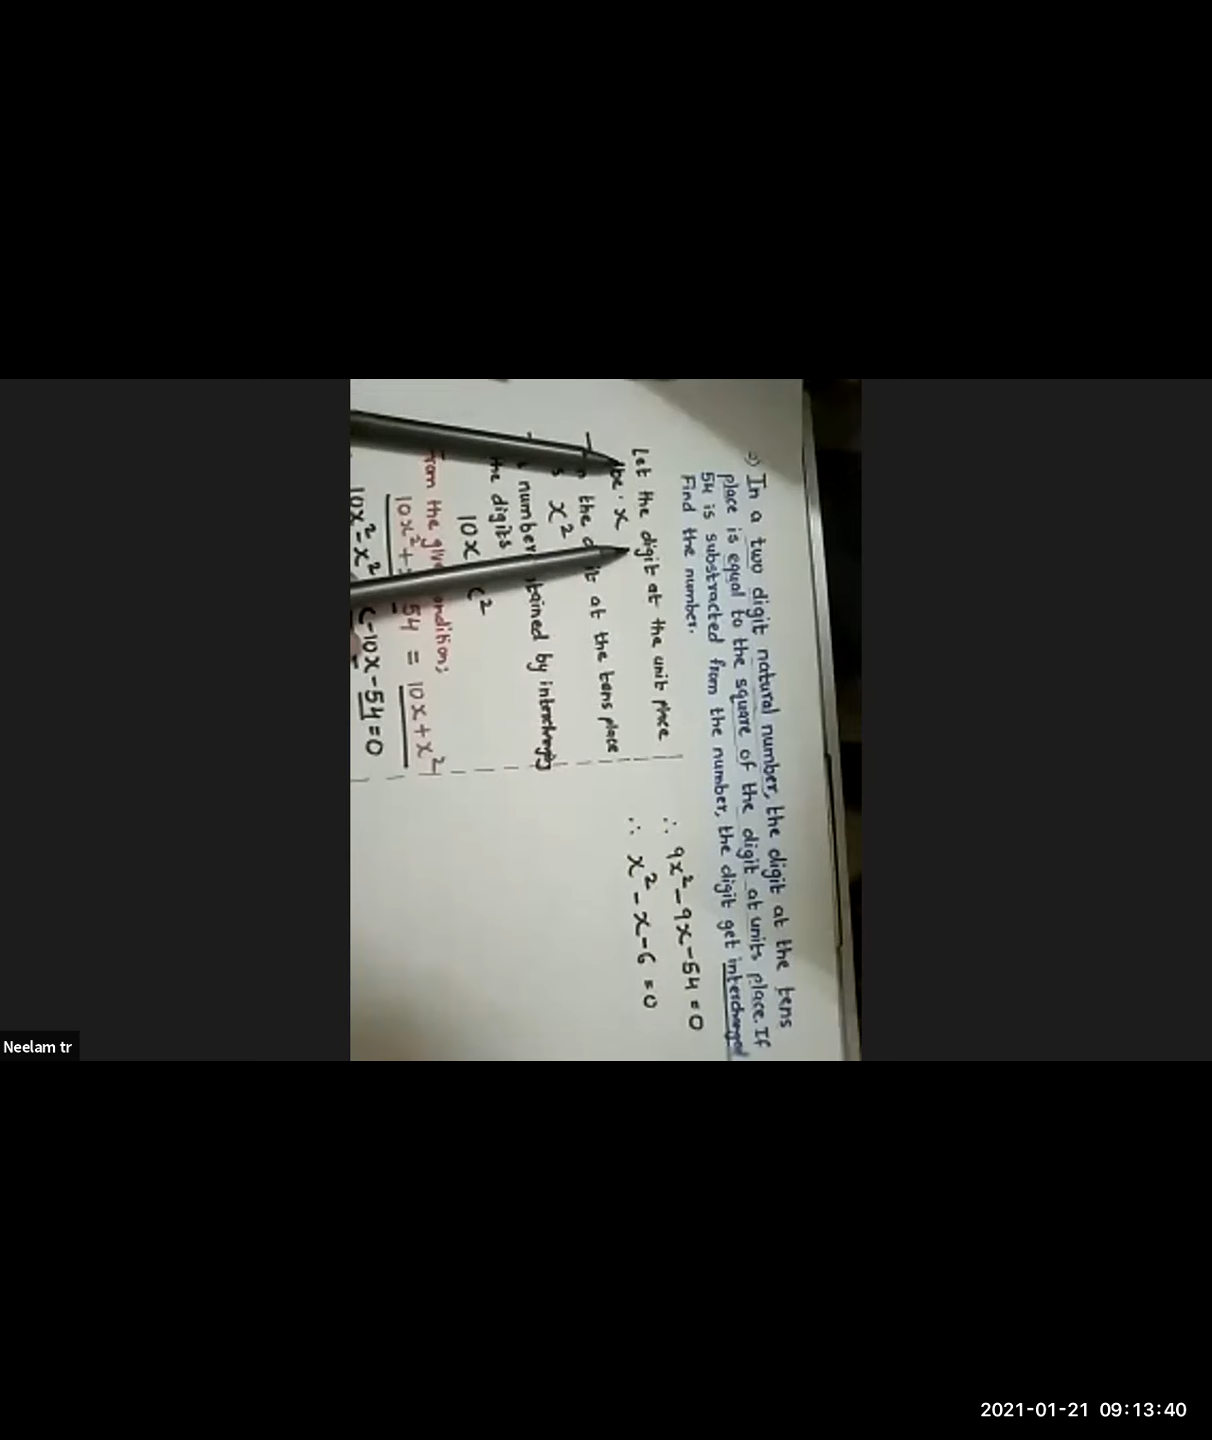 2) In a two digit natural number, the digit at the tens
place is equal to the square of the digit at units place. If
54 is substracted from the number, the digit get interchanged
Find the number.
Let the digit at the unit place
be x
the at the tens place
x²
number by interchanging
the digits
10x
From the
54 = 10x+x²
10x²-x² -10x-54=0
∴ 9x²-9x-54=0
∴ x²-x-6=0
Neelam tr
2021-01-21 09:13:40